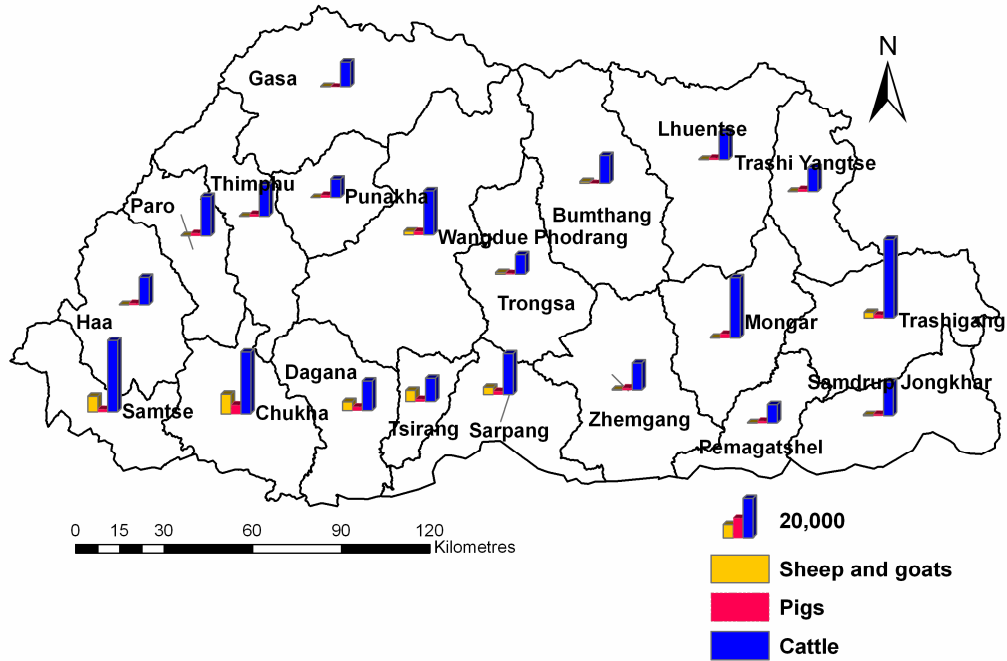 N
Gasa
Lhuentse
Trashi Yangtse
Thimphu
Punakha
Paro
Bumthang
Wangdue Phodrang
Trongsa
Haa
Mongar
Trashigang
Dagana
Samdrup Jongkhar
Samtse
Chukha
Tsirang
Sarpang
Zhemgang
Pemagatshel
0 15 30 60 90 120
Kilometres
20,000
Sheep and goats
Pigs
Cattle